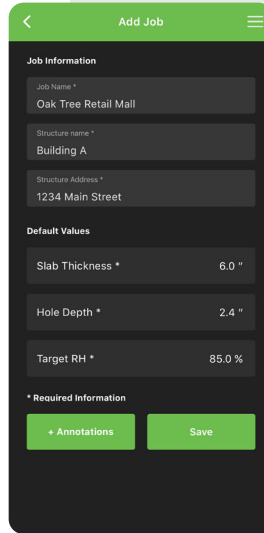 Add Job
Job Information
Job Name *
Oak Tree Retail Mall
Structure name *
Building A
Structure Address *
1234 Main Street
Default Values
Slab Thickness * 6.0 "
Hole Depth * 2.4 "
Target RH * 85.0 %
* Required Information
+ Annotations Save